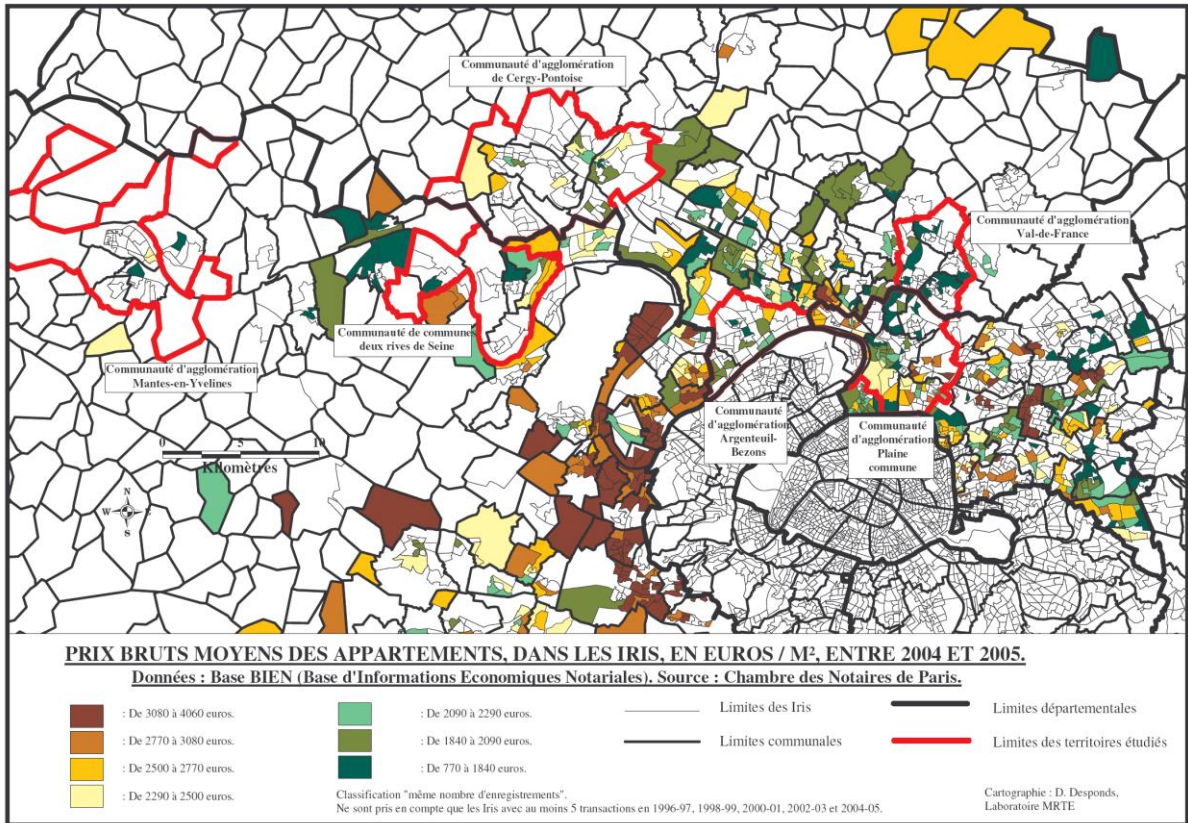 Communauté d'agglomération
de Cergy-Pontoise
Communauté d'agglomération
Val-de-France
Communauté de communes
deux rives de Seine
Communauté d'agglomération
Mantes-en-Yvelines
Communauté
d'agglomération
Argenteuil-
Bezons
Communauté
d'agglomération
Plaine
commune
0 5 10
Kilomètres
N
W E
S
PRIX BRUTS MOYENS DES APPARTEMENTS, DANS LES IRIS, EN EUROS / M², ENTRE 2004 ET 2005.
Données : Base BIEN (Base d'Informations Economiques Notariales). Source : Chambre des Notaires de Paris.
: De 3080 à 4060 euros.
: De 2770 à 3080 euros.
: De 2500 à 2770 euros.
: De 2290 à 2500 euros.
: De 2090 à 2290 euros.
: De 1840 à 2090 euros.
: De 770 à 1840 euros.
Limites des Iris
Limites communales
Limites départementales
Limites des territoires étudiés
Classification "même nombre d'enregistrements".
Ne sont pris en compte que les Iris avec au moins 5 transactions en 1996-97, 1998-99, 2000-01, 2002-03 et 2004-05.
Cartographie : D. Desponds,
Laboratoire MRTE